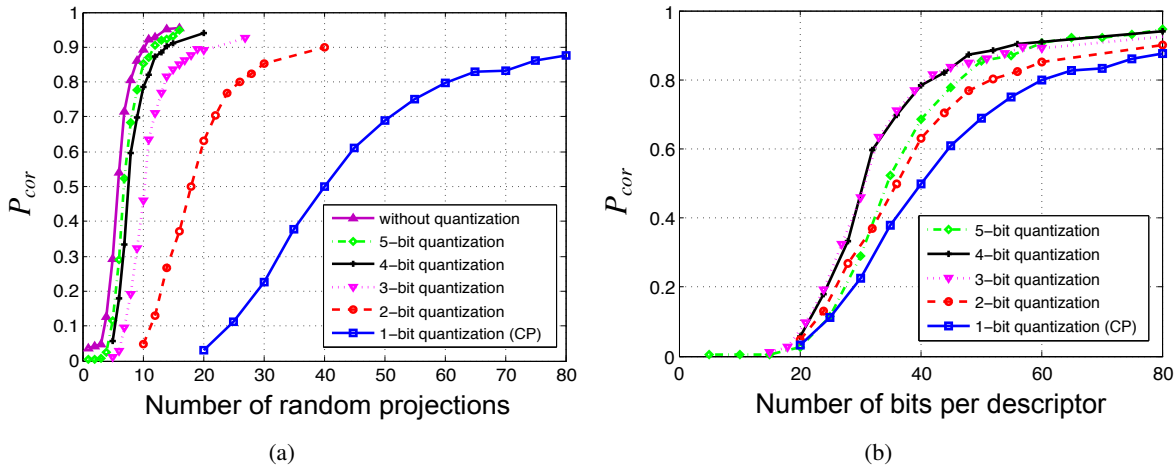 1
0.9
0.8
0.7
0.6
0.5
0.4
0.3
0.2
0.1
0
P_cor
without quantization
5-bit quantization
4-bit quantization
3-bit quantization
2-bit quantization
1-bit quantization (CP)
0 10 20 30 40 50 60 70 80
Number of random projections
(a)
1
0.8
0.6
0.4
0.2
0
P_cor
5-bit quantization
4-bit quantization
3-bit quantization
2-bit quantization
1-bit quantization (CP)
0 20 40 60 80
Number of bits per descriptor
(b)